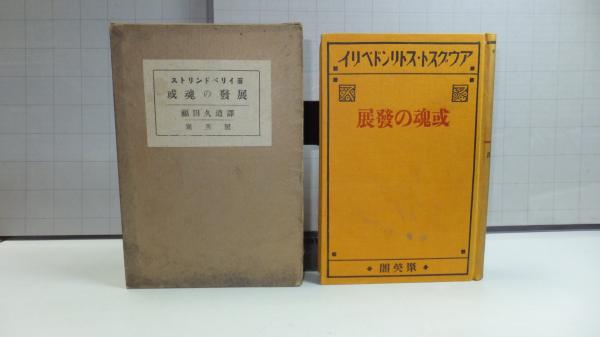 ストリンドベリイ著
或魂の發展
福田久道譯
聚英閣
アウグスト・ストリンドベリイ
或魂の發展
聚英閣